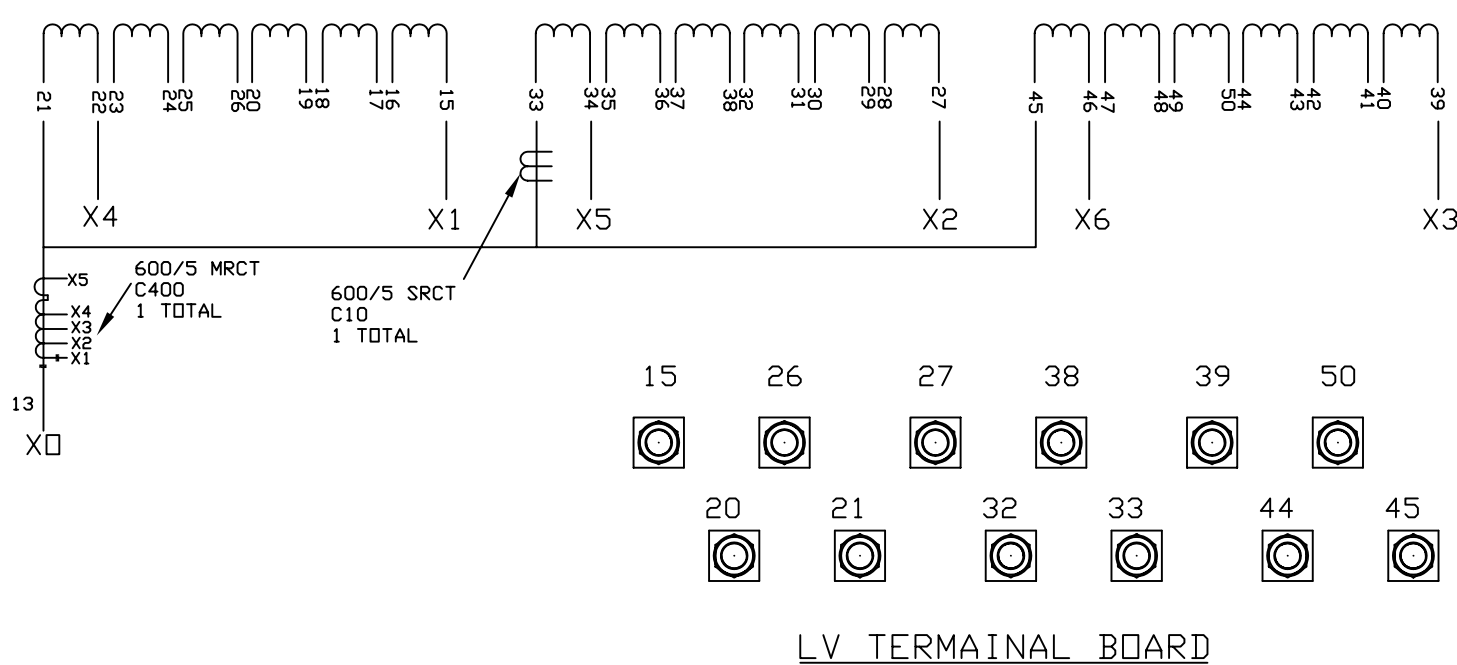 21 22 23 24 25 26 20 19 18 17 16 15 33 34 35 36 37 38 32 31 30 29 28 27 45 46 47 48 49 50 44 43 42 41 40 39
X4 X1 X5 X2 X6 X3
X5
X4
X3
X2
X1
600/5 MRCT
C400
1 TOTAL
600/5 SRCT
C10
1 TOTAL
13
XO
15 26 27 38 39 50
20 21 32 33 44 45
LV TERMAINAL BOARD